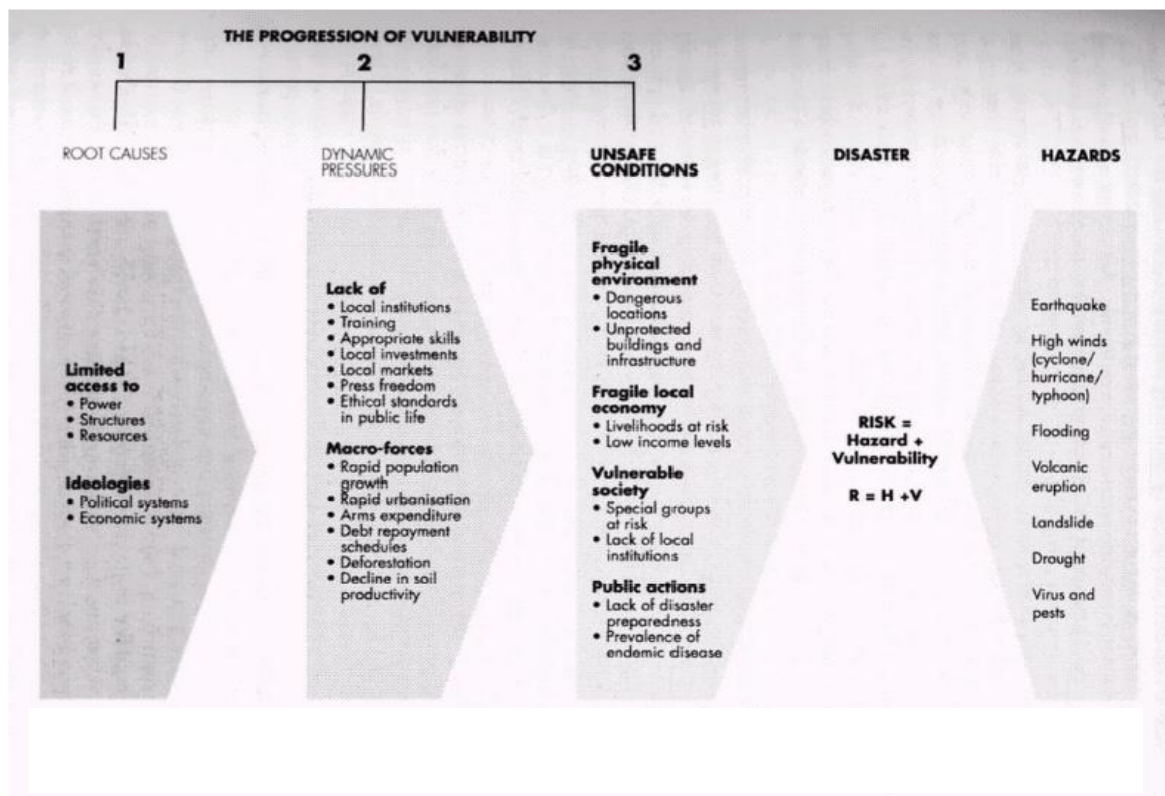 THE PROGRESSION OF VULNERABILITY
1
2
3
ROOT CAUSES
Limited
access to
• Power
• Structures
• Resources
Ideologies
• Political systems
• Economic systems
DYNAMIC
PRESSURES
Lack of
• Local institutions
• Training
• Appropriate skills
• Local investments
• Local markets
• Press freedom
• Ethical standards
in public life
Macro-forces
• Rapid population
growth
• Rapid urbanisation
• Arms expenditure
• Debt repayment
schedules
• Deforestation
• Decline in soil
productivity
UNSAFE
CONDITIONS
Fragile
physical
environment
• Dangerous
locations
• Unprotected
buildings and
infrastructure
Fragile local
economy
• Livelihoods at risk
• Low income levels
Vulnerable
society
• Special groups
at risk
• Lack of local
institutions
Public actions
• Lack of disaster
preparedness
• Prevalence of
endemic disease
DISASTER
RISK =
Hazard +
Vulnerability
R = H +V
HAZARDS
Earthquake
High winds
(cyclone/
hurricane/
typhoon)
Flooding
Volcanic
eruption
Landslide
Drought
Virus and
pests